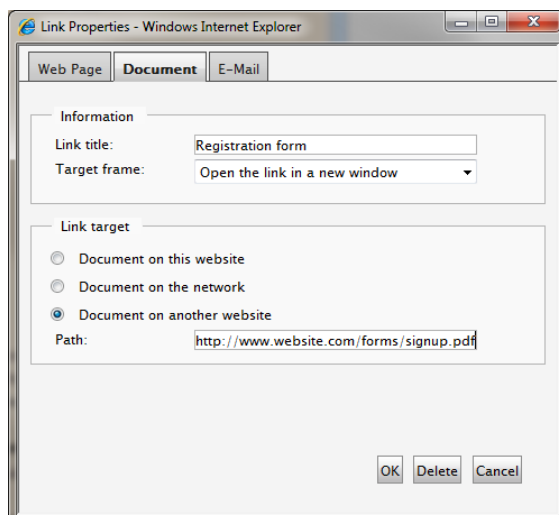 Link Properties - Windows Internet Explorer
Web Page Document E-Mail
Information
Link title: Registration form
Target frame: Open the link in a new window
Link target
Document on this website
Document on the network
Document on another website
Path: http://www.website.com/forms/signup.pdf
OK Delete Cancel